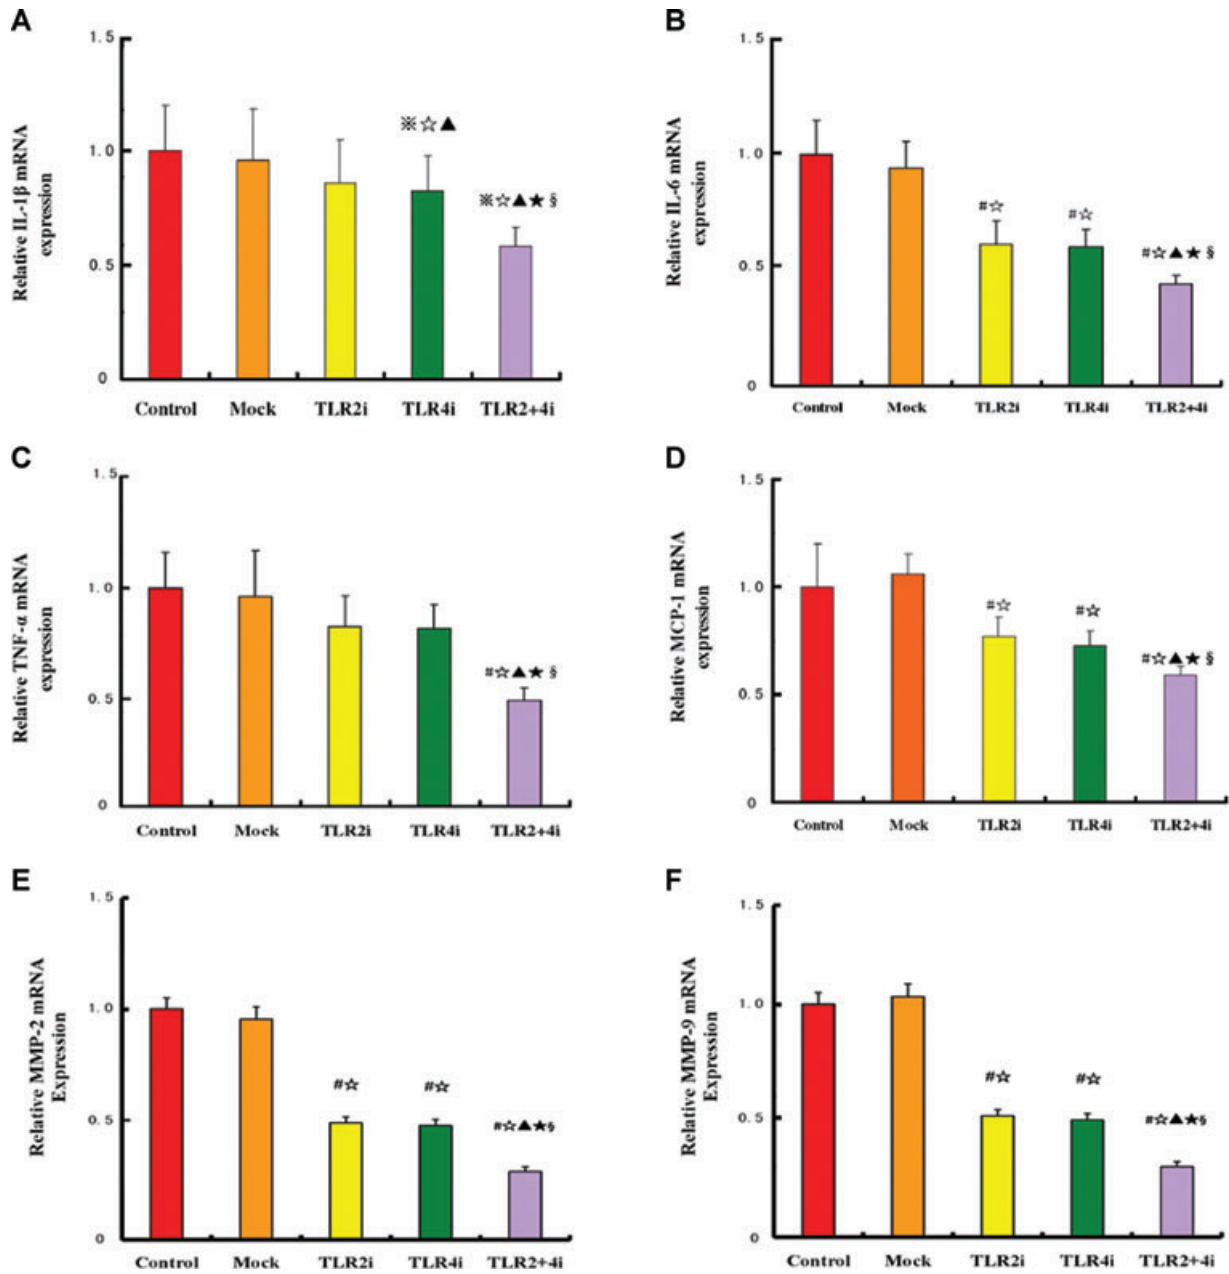 A
Relative IL-1β mRNA
expression
1.5
1.0
0.5
0
※☆▲
※☆▲★ §
Control Mock TLR2i TLR4i TLR2+4i
B
Relative IL-6 mRNA
expression
1.5
1.0
0.5
0
#☆
#☆
#☆▲★ §
Control Mock TLR2i TLR4i TLR2+4i
C
Relative TNF-α mRNA
expression
1.5
1.0
0.5
0
#☆▲★ §
Control Mock TLR2i TLR4i TLR2+4i
D
Relative MCP-1 mRNA
expression
1.5
1.0
0.5
0
#☆
#☆
#☆▲★ §
Control Mock TLR2i TLR4i TLR2+4i
E
Relative MMP-2 mRNA
Expression
1.5
1.0
0.5
0
#☆
#☆
#☆▲★§
Control Mock TLR2i TLR4i TLR2+4i
F
Relative MMP-9 mRNA
Expression
1.5
1.0
0.5
0
#☆
#☆
#☆▲★§
Control Mock TLR2i TLR4i TLR2+4i